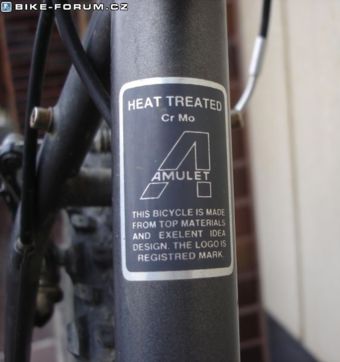 BIKE-FORUM.CZ
HEAT TREATED
Cr Mo
A
AMULET
THIS BICYCLE IS MADE
FROM TOP MATERIALS
AND EXELENT IDEA
DESIGN. THE LOGO IS
REGISTRED MARK.